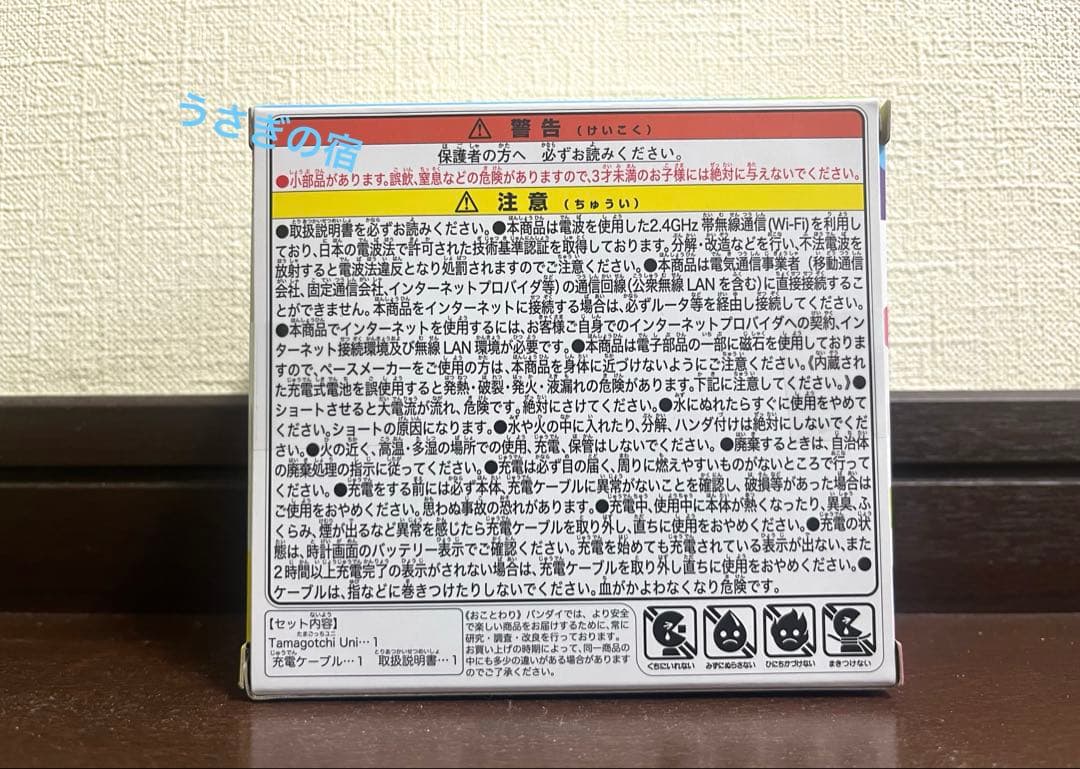 うさぎの宿
⚠ 警告 (けいこく)
保護者の方へ 必ずお読みください。
●小部品があります。誤飲、窒息などの危険がありますので、3才未満のお子様には絶対に与えないでください。
⚠ 注意 (ちゅうい)
●取扱説明書を必ずお読みください。●本商品は電波を使用した2.4GHz 帯無線通信(Wi-Fi)を利用し
ており、日本の電波法で許可された技術基準認証を取得しております。分解・改造などを行い、不法電波を
放射すると電波法違反となり処罰されますのでご注意ください。●本商品は電気通信事業者 (移動通信
会社、固定通信会社、インターネットプロバイダ等)の通信回線(公衆無線 LAN を含む)に直接接続するこ
とができません。本商品をインターネットに接続する場合は、必ずルータ等を経由し接続してください。
●本商品でインターネットを使用するには、お客様ご自身でのインターネットプロバイダへの契約、イン
ターネット接続環境及び無線 LAN 環境が必要です。●本商品は電子部品の一部に磁石を使用しており
ますので、ペースメーカーをご使用の方は、本商品を身体に近づけないようにご注意ください。《内蔵され
た充電式電池を誤使用すると発熱・破裂・発火・液漏れの危険があります。下記に注意してください。》●
ショートさせると大電流が流れ、危険です。絶対にさけてください。●水にぬれたらすぐに使用をやめて
ください。ショートの原因になります。●水や火の中に入れたり、分解、ハンダ付けは絶対にしないでくだ
さい。●火の近く、高温・多湿の場所での使用、充電、保管はしないでください。●廃棄するときは、自治体
の廃棄処理の指示に従ってください。●充電は必ず目の届く、周りに燃えやすいものがないところで行って
ください。●充電をする前には必ず本体、充電ケーブルに異常がないことを確認し、破損等があった場合は
ご使用をおやめください。思わぬ事故の恐れがあります。●充電中、使用中に本体が熱くなったり、異臭、ふ
くらみ、煙が出るなど異常を感じたら充電ケーブルを取り外し、直ちに使用をおやめください。●充電の状
態は、時計画面のバッテリー表示でご確認ください。充電を始めても充電されている表示が出ない、また
2時間以上充電完了の表示がされない場合は、充電ケーブルを取り外し直ちに使用をおやめください。●
ケーブルは、指などに巻きつけたりしないでください。血がかよわなくなり危険です。
【セット内容】
Tamagotchi Uni…1
充電ケーブル…1 取扱説明書…1
《おことわり》バンダイでは、より安全
で楽しい商品をお届けするために、常に
研究・調査・改良を行っております。
お買い上げの時期によって、同一商品の
中にも多少の違いがある場合があります
のでご了承ください。
くちにいれない みずにぬらさない ひにちかづけない まきつけない